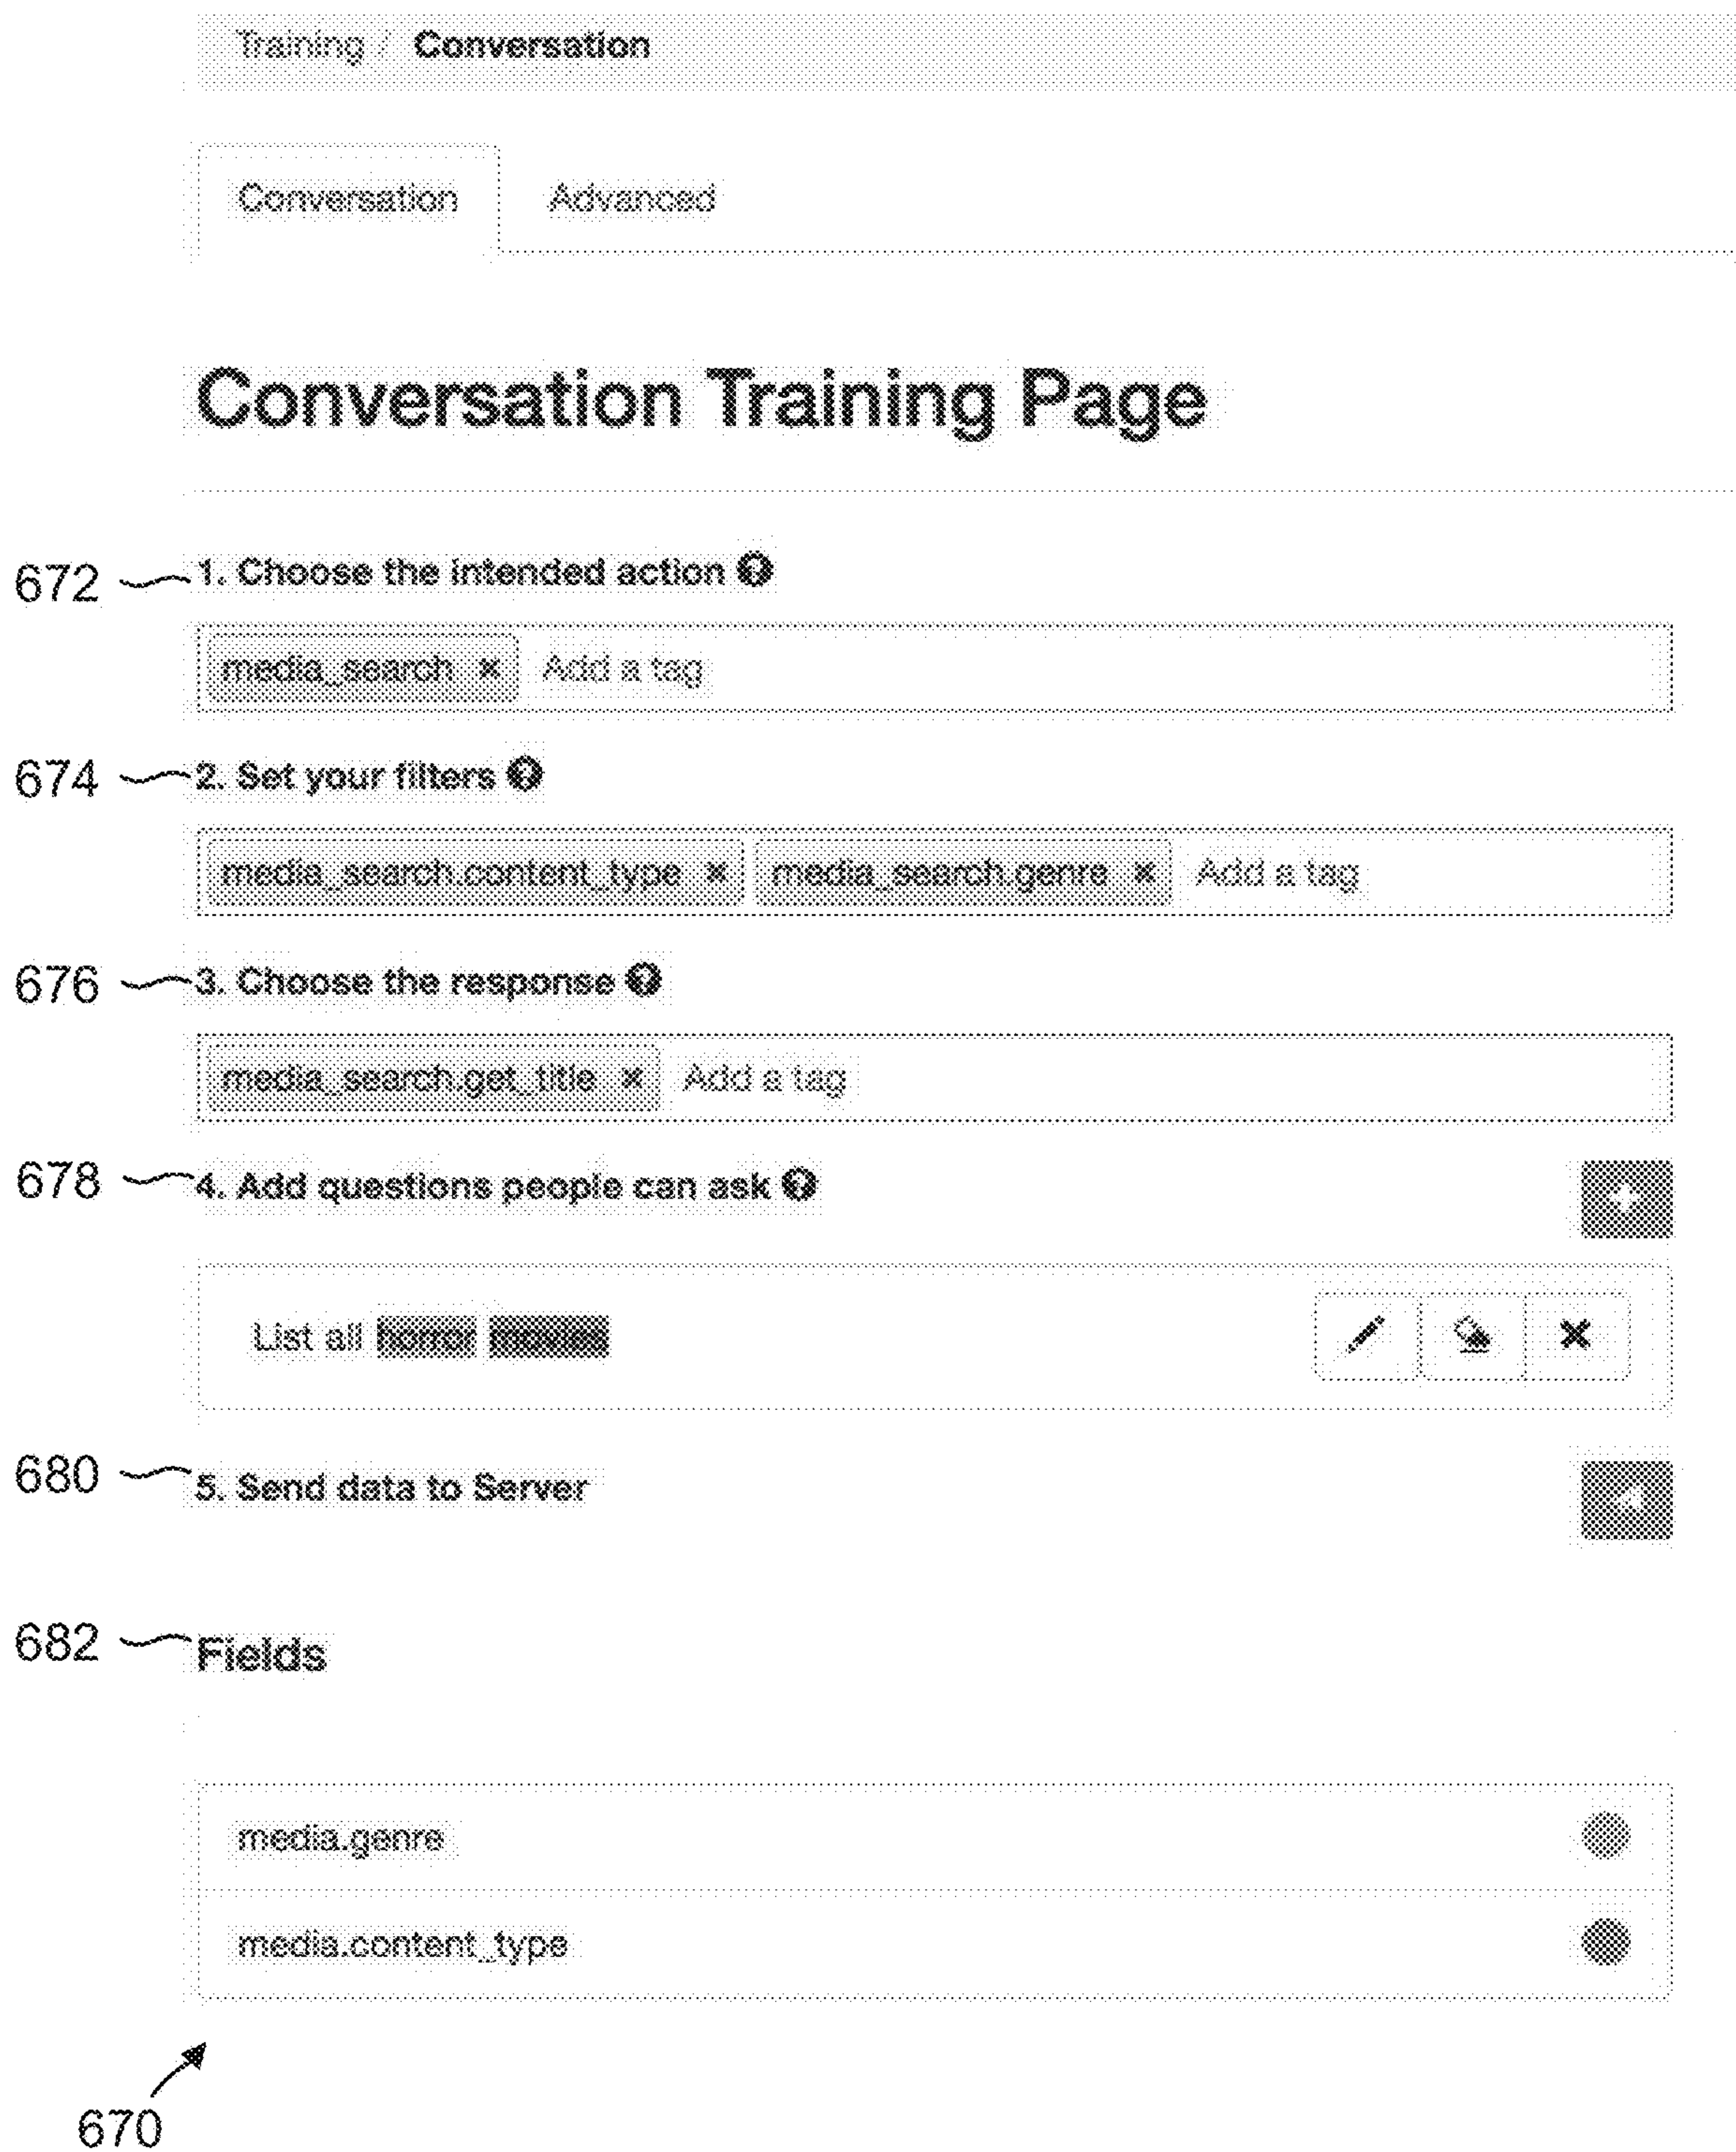 Training / Conversation
Conversation Advanced
Conversation Training Page
672 1. Choose the intended action ?
media_search × Add a tag
674 2. Set your filters ?
media_search.content_type × media_search.genre × Add a tag
676 3. Choose the response ?
media_search.get_title × Add a tag
678 4. Add questions people can ask ? +
List all horror movies
680 5. Send data to Server
682 Fields
media.genre
media.content_type
670